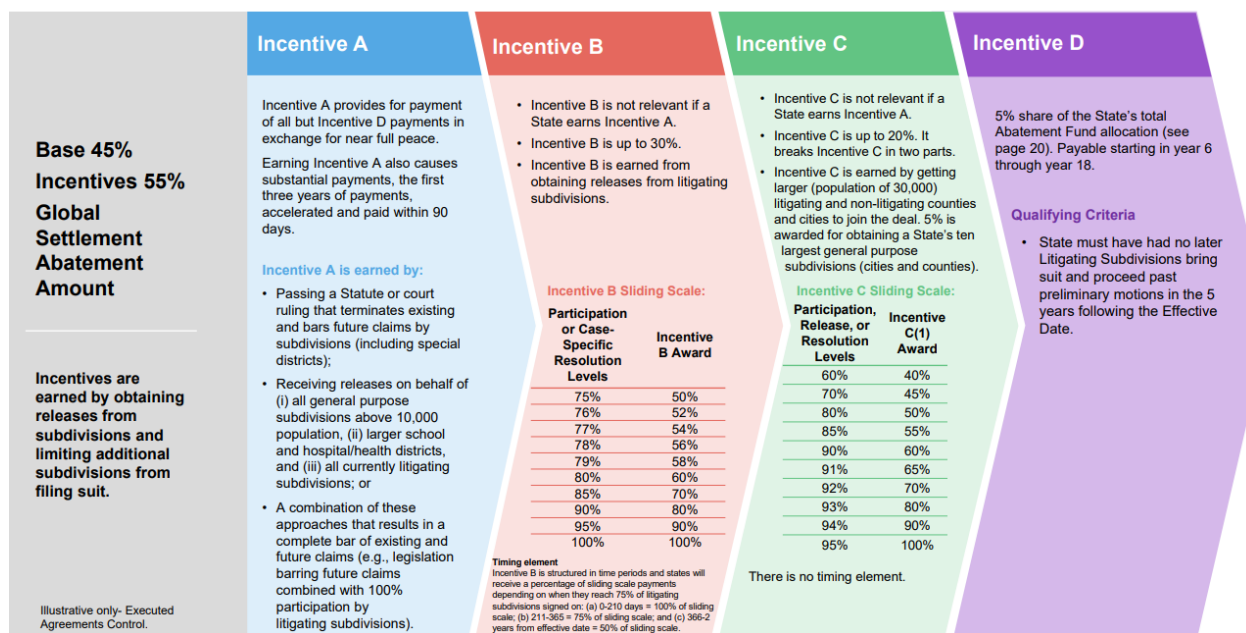 Base 45%
Incentives 55%
Global
Settlement
Abatement
Amount
Incentives are
earned by obtaining
releases from
subdivisions and
limiting additional
subdivisions from
filing suit.
Illustrative only- Executed
Agreements Control.
Incentive A
Incentive A provides for payment
of all but Incentive D payments in
exchange for near full peace.
Earning Incentive A also causes
substantial payments, the first
three years of payments,
accelerated and paid within 90
days.
Incentive A is earned by:
• Passing a Statute or court
ruling that terminates existing
and bars future claims by
subdivisions (including special
districts);
• Receiving releases on behalf of
(i) all general purpose
subdivisions above 10,000
population, (ii) larger school
and hospital/health districts,
and (iii) all currently litigating
subdivisions; or
• A combination of these
approaches that results in a
complete bar of existing and
future claims (e.g., legislation
barring future claims
combined with 100%
participation by
litigating subdivisions).
Incentive B
• Incentive B is not relevant if a
State earns Incentive A.
• Incentive B is up to 30%.
• Incentive B is earned from
obtaining releases from litigating
subdivisions.
Incentive B Sliding Scale:
Participation
or Case-
Specific
Resolution
Levels
Incentive
B Award
75% 50%
76% 52%
77% 54%
78% 56%
79% 58%
80% 60%
85% 70%
90% 80%
95% 90%
100% 100%
Timing element
Incentive B is structured in time periods and states will
receive a percentage of sliding scale payments
depending on when they reach 75% of litigating
subdivisions signed on: (a) 0-210 days = 100% of sliding
scale; (b) 211-365 = 75% of sliding scale; and (c) 366-2
years from effective date = 50% of sliding scale.
Incentive C
• Incentive C is not relevant if a
State earns Incentive A.
• Incentive C is up to 20%. It
breaks Incentive C in two parts.
• Incentive C is earned by getting
larger (population of 30,000)
litigating and non-litigating counties
and cities to join the deal. 5% is
awarded for obtaining a State's ten
largest general purpose
subdivisions (cities and counties).
Incentive C Sliding Scale:
Participation,
Release, or
Resolution
Levels
Incentive
C(1)
Award
60% 40%
70% 45%
80% 50%
85% 55%
90% 60%
91% 65%
92% 70%
93% 80%
94% 90%
95% 100%
There is no timing element.
Incentive D
5% share of the State's total
Abatement Fund allocation (see
page 20). Payable starting in year 6
through year 18.
Qualifying Criteria
• State must have had no later
Litigating Subdivisions bring
suit and proceed past
preliminary motions in the 5
years following the Effective
Date.